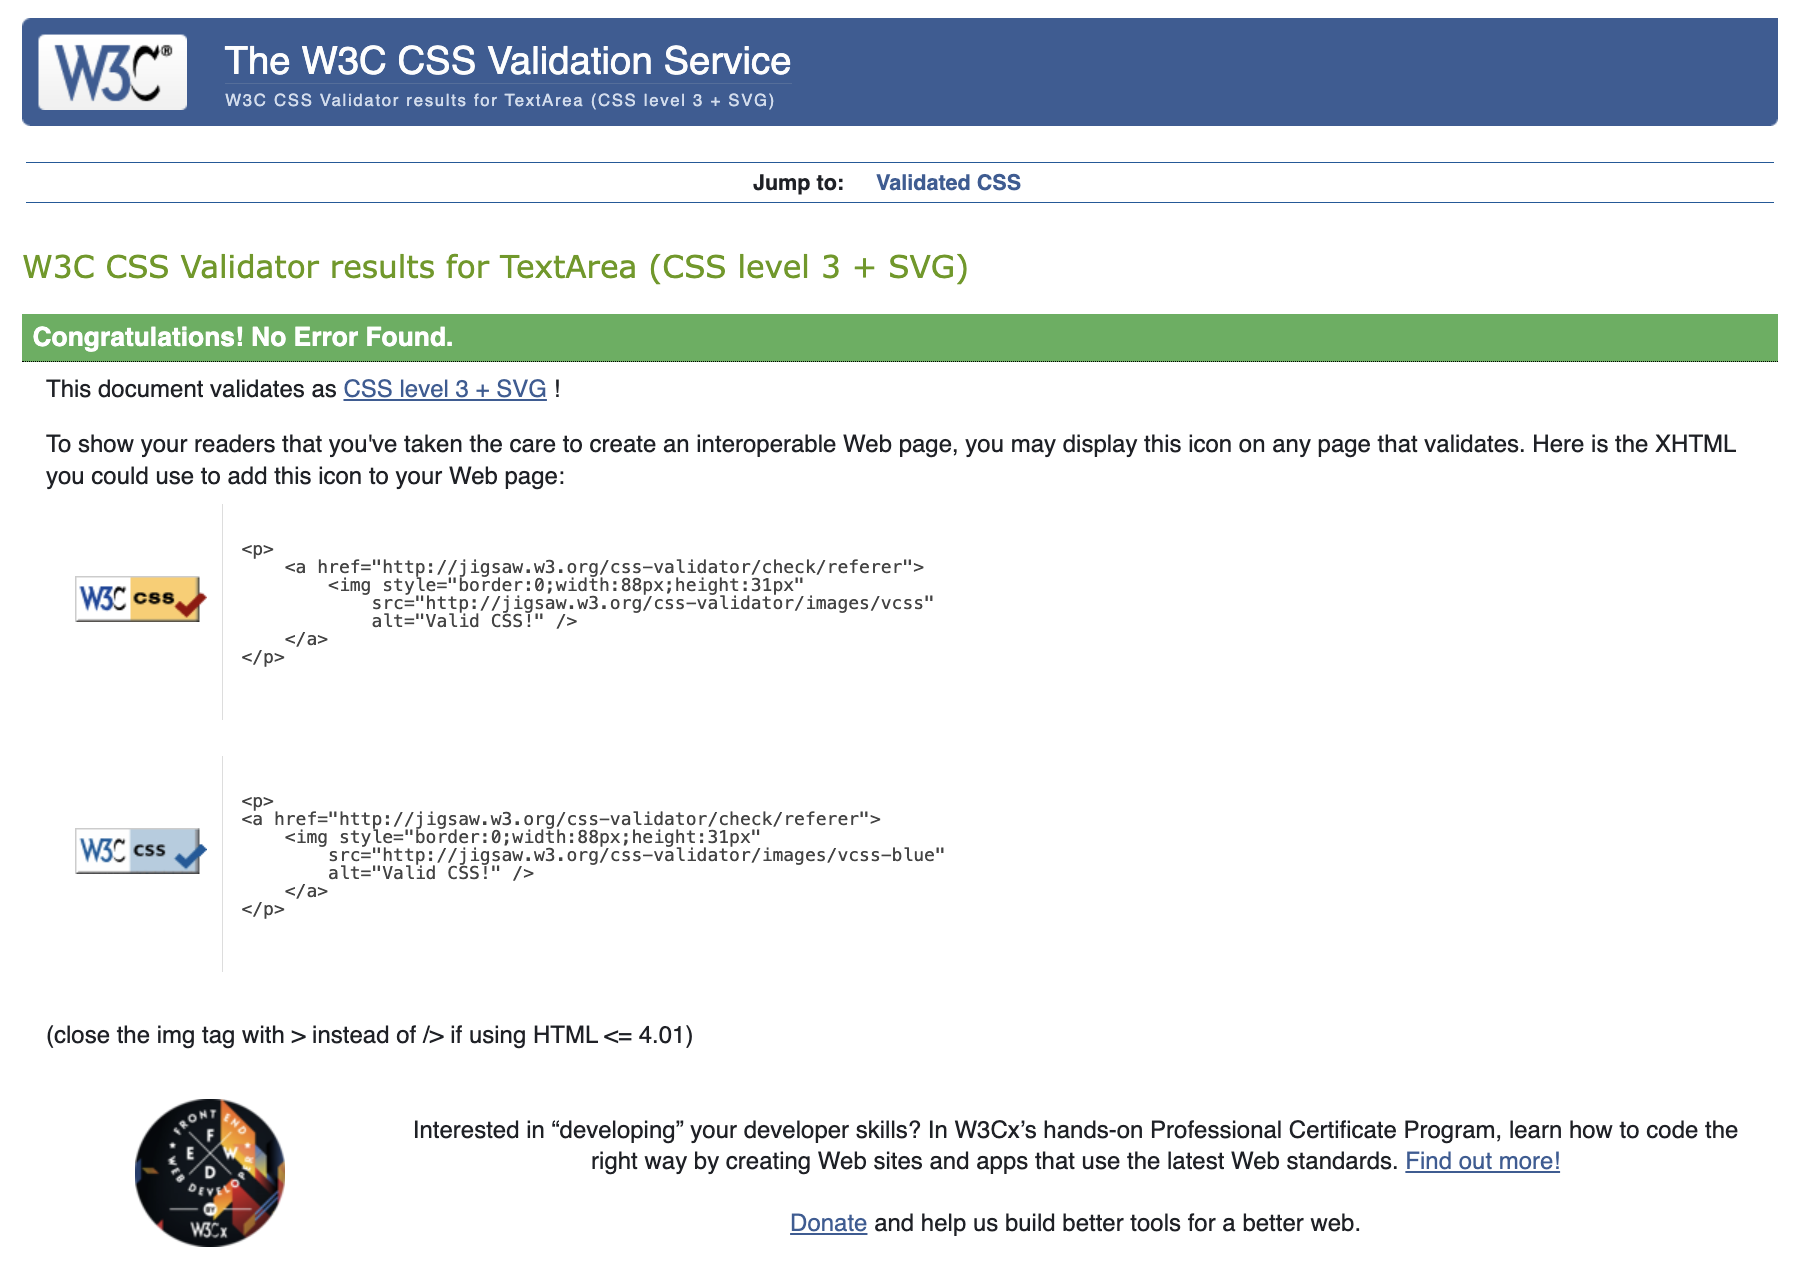 W3C®
The W3C CSS Validation Service
W3C CSS Validator results for TextArea (CSS level 3 + SVG)
Jump to: Validated CSS
W3C CSS Validator results for TextArea (CSS level 3 + SVG)
Congratulations! No Error Found.
This document validates as CSS level 3 + SVG !
To show your readers that you've taken the care to create an interoperable Web page, you may display this icon on any page that validates. Here is the XHTML
you could use to add this icon to your Web page:
W3C css
<p>
    <a href="http://jigsaw.w3.org/css-validator/check/referer">
        <img style="border:0;width:88px;height:31px"
            src="http://jigsaw.w3.org/css-validator/images/vcss"
            alt="Valid CSS!" />
    </a>
</p>
W3C css
<p>
<a href="http://jigsaw.w3.org/css-validator/check/referer">
    <img style="border:0;width:88px;height:31px"
        src="http://jigsaw.w3.org/css-validator/images/vcss-blue"
        alt="Valid CSS!" />
    </a>
</p>
(close the img tag with > instead of /> if using HTML <= 4.01)
FRONT END
WEB DEVELOPER
F
E W
D
BY
W3Cx
Interested in “developing” your developer skills? In W3Cx’s hands-on Professional Certificate Program, learn how to code the
right way by creating Web sites and apps that use the latest Web standards. Find out more!
Donate and help us build better tools for a better web.